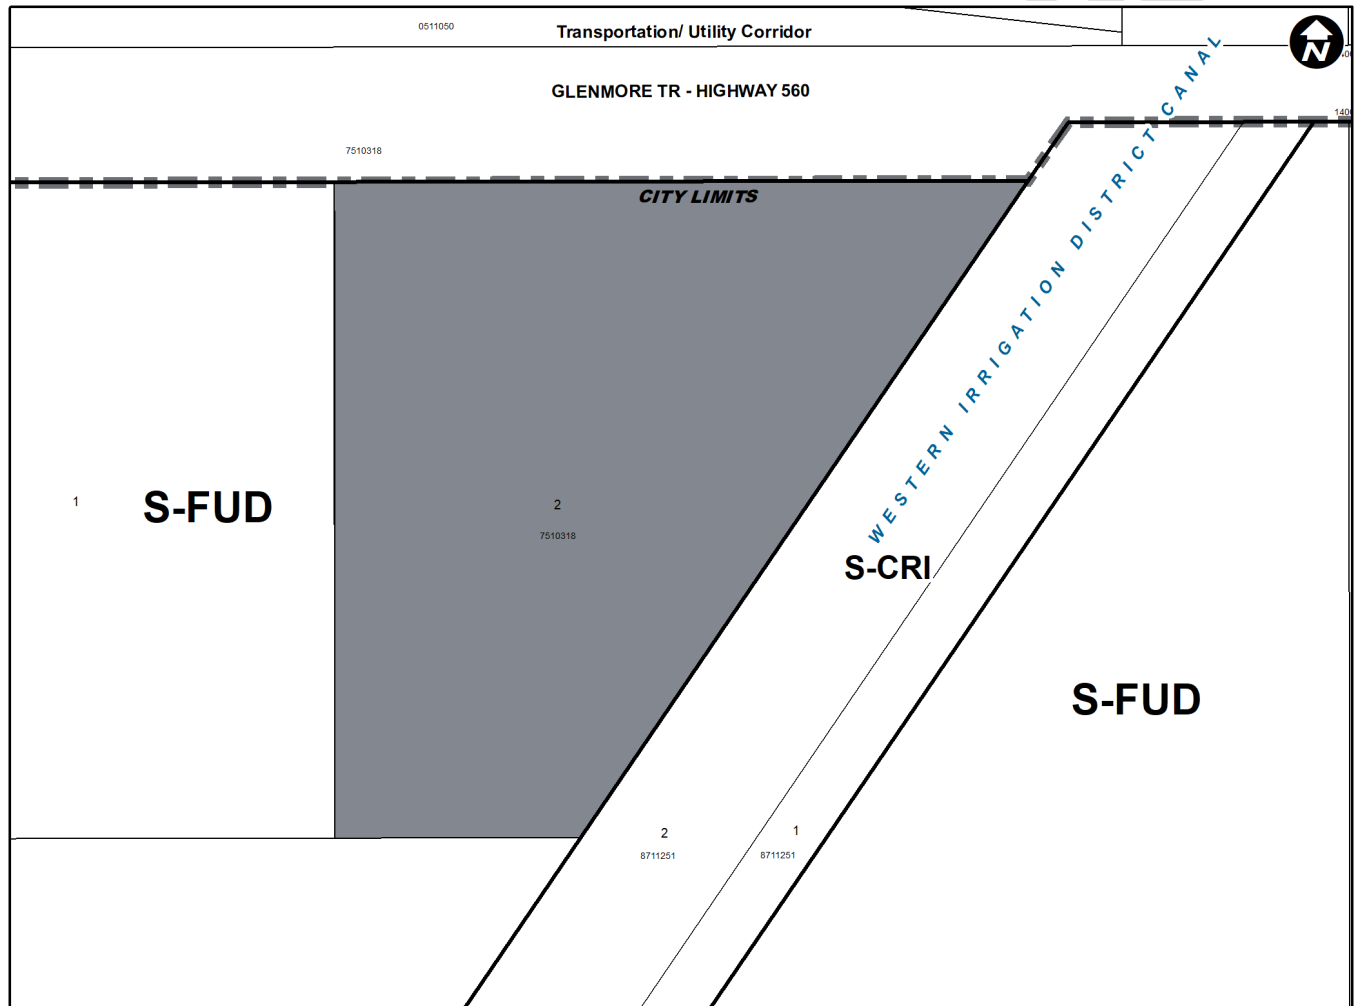 0511050
Transportation/ Utility Corridor
N
GLENMORE TR - HIGHWAY 560
7510318
CITY LIMITS
WESTERN IRRIGATION DISTRICT CANAL
1
S-FUD
2
7510318
S-CRI
S-FUD
2
8711251
1
8711251